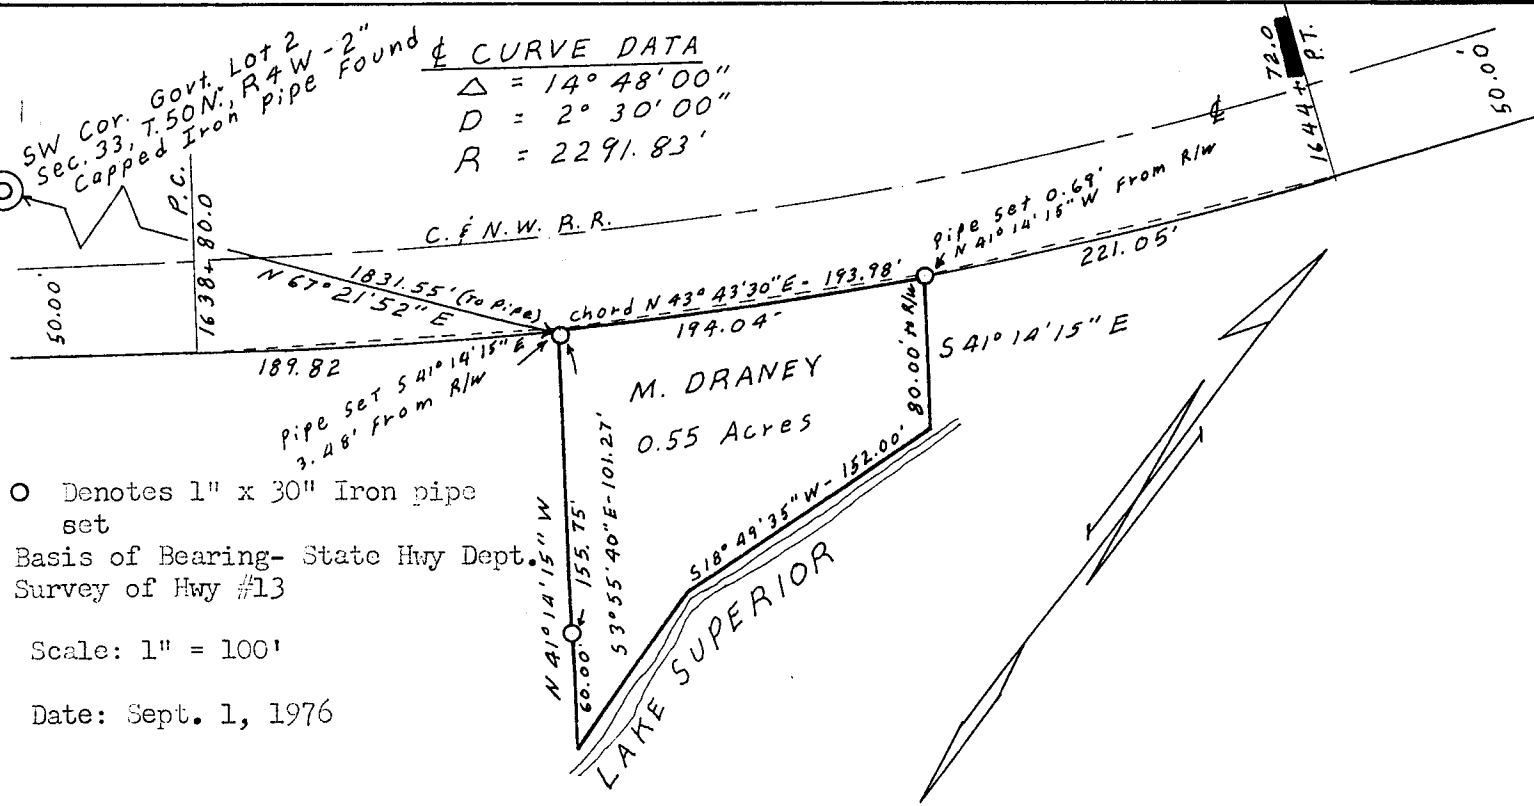 SW Cor. Govt. Lot 2
Sec. 33, T. 50 N., R 4 W - 2"
Capped Iron pipe Found
℄ CURVE DATA
△ = 14° 48' 00"
D = 2° 30' 00"
R = 2291.83'
P.C.
1638+80.0
50.00'
C. & N. W. R. R.
℄
72.0
1644+
P.T.
50.00'
pipe set 0.69'
N 41° 14' 15" W From R/W
221.05'
1831.55' (To Pipe)
N 67° 21' 52" E
chord N 43° 43' 30" E - 193.98'
194.04'
189.82
Pipe set S 41° 14' 15" E
3.48' From R/W
M. DRANEY
0.55 Acres
80.00' to R/W
S 41° 14' 15" E
N 41° 14' 15" W
155.75'
60.00'
S 3° 55' 40" E - 101.27'
S 18° 49' 35" W - 152.00'
LAKE SUPERIOR
O Denotes 1" x 30" Iron pipe
set
Basis of Bearing- State Hwy Dept.
Survey of Hwy #13
Scale: 1" = 100'
Date: Sept. 1, 1976